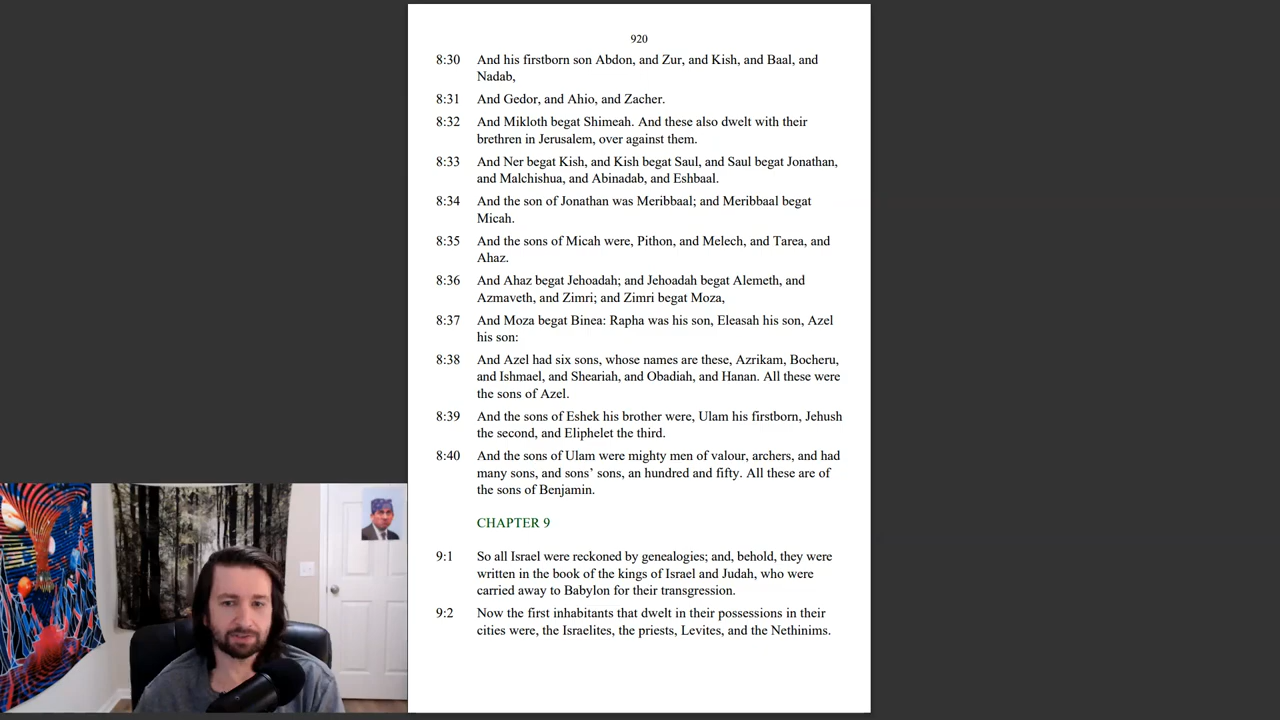 920
8:30 And his firstborn son Abdon, and Zur, and Kish, and Baal, and
Nadab,
8:31 And Gedor, and Ahio, and Zacher.
8:32 And Mikloth begat Shimeah. And these also dwelt with their
brethren in Jerusalem, over against them.
8:33 And Ner begat Kish, and Kish begat Saul, and Saul begat Jonathan,
and Malchishua, and Abinadab, and Eshbaal.
8:34 And the son of Jonathan was Meribbaal; and Meribbaal begat
Micah.
8:35 And the sons of Micah were, Pithon, and Melech, and Tarea, and
Ahaz.
8:36 And Ahaz begat Jehoadah; and Jehoadah begat Alemeth, and
Azmaveth, and Zimri; and Zimri begat Moza,
8:37 And Moza begat Binea: Rapha was his son, Eleasah his son, Azel
his son:
8:38 And Azel had six sons, whose names are these, Azrikam, Bocheru,
and Ishmael, and Sheariah, and Obadiah, and Hanan. All these were
the sons of Azel.
8:39 And the sons of Eshek his brother were, Ulam his firstborn, Jehush
the second, and Eliphelet the third.
8:40 And the sons of Ulam were mighty men of valour, archers, and had
many sons, and sons’ sons, an hundred and fifty. All these are of
the sons of Benjamin.
CHAPTER 9
9:1 So all Israel were reckoned by genealogies; and, behold, they were
written in the book of the kings of Israel and Judah, who were
carried away to Babylon for their transgression.
9:2 Now the first inhabitants that dwelt in their possessions in their
cities were, the Israelites, the priests, Levites, and the Nethinims.